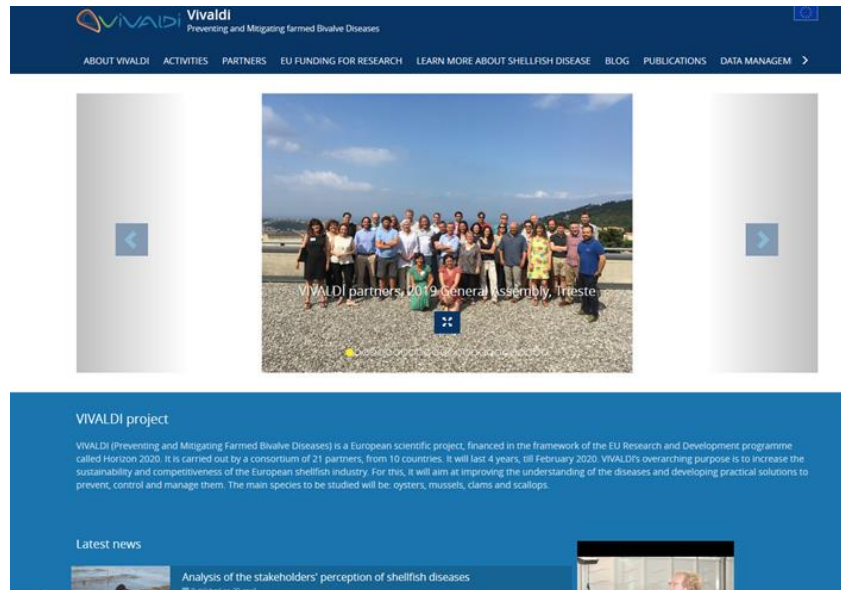 VIVALDI Vivaldi
Preventing and Mitigating farmed Bivalve Diseases
ABOUT VIVALDI ACTIVITIES PARTNERS EU FUNDING FOR RESEARCH LEARN MORE ABOUT SHELLFISH DISEASE BLOG PUBLICATIONS DATA MANAGEM
VIVALDI partners, 2019 General Assembly, Trieste
VIVALDI project
VIVALDI (Preventing and Mitigating Farmed Bivalve Diseases) is a European scientific project, financed in the framework of the EU Research and Development programme
called Horizon 2020. It is carried out by a consortium of 21 partners, from 10 countries. It will last 4 years, till February 2020. VIVALDI's overarching purpose is to increase the
sustainability and competitiveness of the European shellfish industry. For this, it will aim at improving the understanding of the diseases and developing practical solutions to
prevent, control and manage them. The main species to be studied will be: oysters, mussels, clams and scallops.
Latest news
Analysis of the stakeholders' perception of shellfish diseases